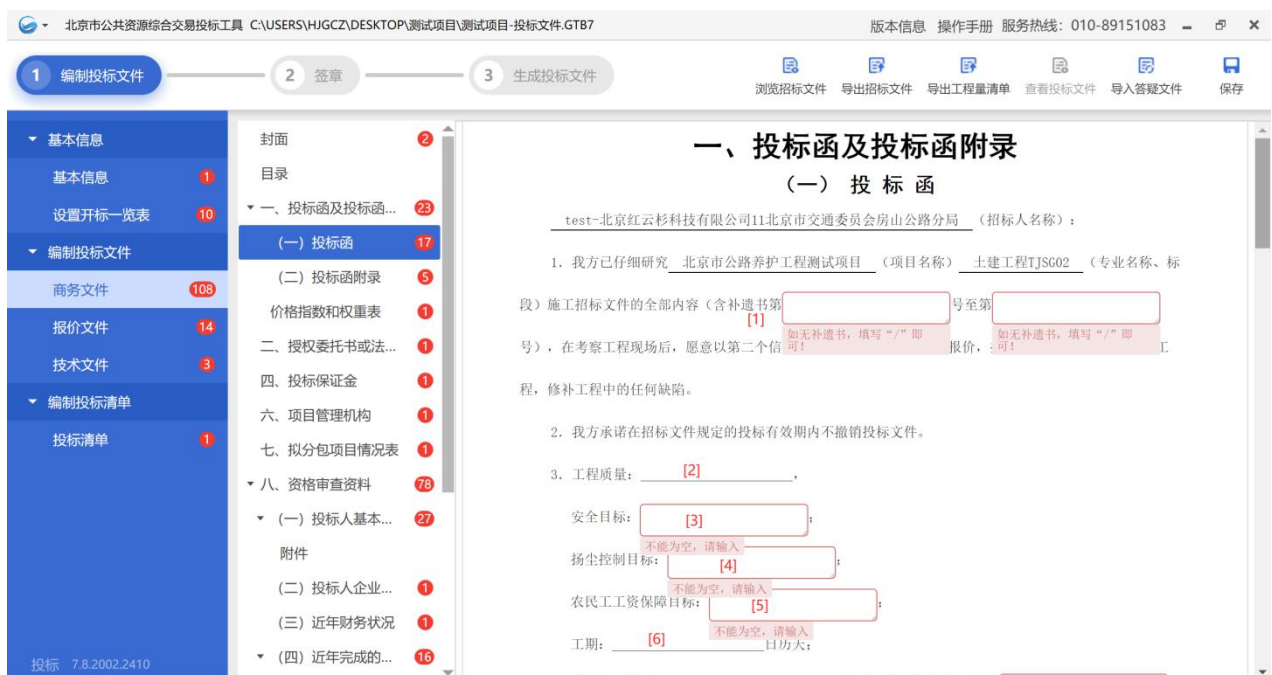 北京市公共资源综合交易投标工具 C:\USERS\HJGCZ\DESKTOP\测试项目\测试项目-投标文件.GTB7
版本信息 操作手册 服务热线：010-89151083
1 编制投标文件
2 签章
3 生成投标文件
浏览招标文件 导出招标文件 导出工程量清单 查看投标文件 导入答疑文件 保存
基本信息
基本信息 1
设置开标一览表 10
编制投标文件
商务文件 108
报价文件 14
技术文件 3
编制投标清单
投标清单 1
投标 7.8.2002.2410
封面 2
目录
一、投标函及投标函... 23
（一）投标函 17
（二）投标函附录 5
价格指数和权重表 1
二、授权委托书或法... 1
四、投标保证金 1
六、项目管理机构 1
七、拟分包项目情况表 1
八、资格审查资料 78
（一）投标人基本... 27
附件
（二）投标人企业... 1
（三）近年财务状况 1
（四）近年完成的... 16
一、投标函及投标函附录
（一） 投 标 函
test-北京红云杉科技有限公司11北京市交通委员会房山公路分局 （招标人名称）：
1. 我方已仔细研究 北京市公路养护工程测试项目 （项目名称） 土建工程TJSG02 （专业名称、标
段）施工招标文件的全部内容（含补遗书第 [1] 号至第
如无补遗书，填写“/”即可！ 如无补遗书，填写“/”即可！
号），在考察工程现场后，愿意以第二个信 报价， 工
程，修补工程中的任何缺陷。
2. 我方承诺在招标文件规定的投标有效期内不撤销投标文件。
3. 工程质量： [2] ，
安全目标： [3] ；
不能为空，请输入
扬尘控制目标： [4] ；
不能为空，请输入
农民工工资保障目标： [5] ；
不能为空，请输入
工期： [6] 日历天；